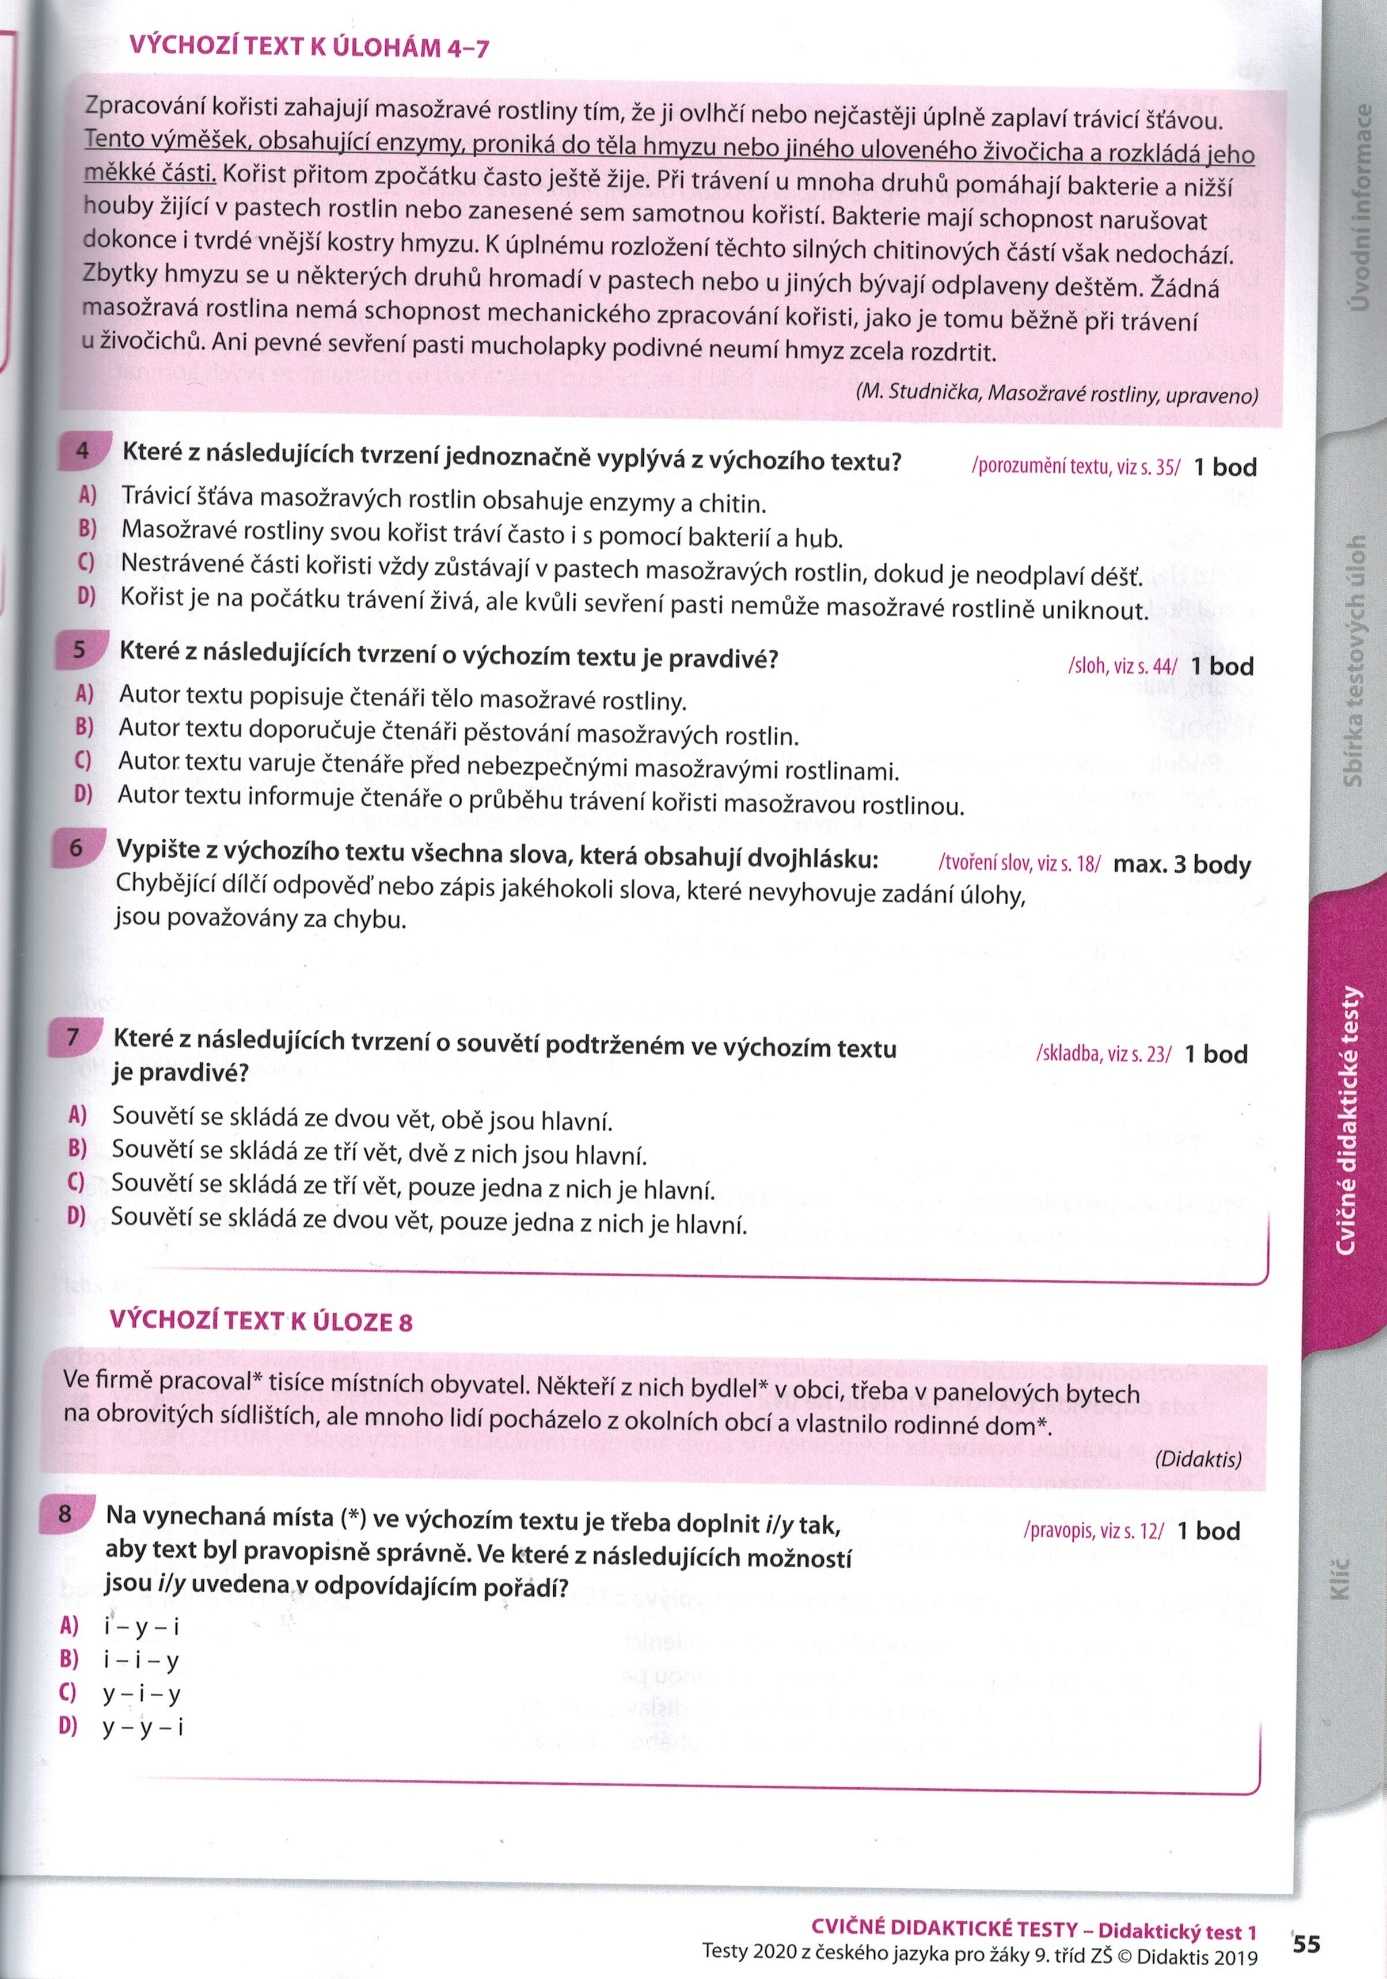 VÝCHOZÍ TEXT K ÚLOHÁM 4–7
Zpracování kořisti zahajují masožravé rostliny tím, že ji ovlhčí nebo nejčastěji úplně zaplaví trávicí šťávou.
Tento výměšek, obsahující enzymy, proniká do těla hmyzu nebo jiného uloveného živočicha a rozkládá jeho
měkké části. Kořist přitom zpočátku často ještě žije. Při trávení u mnoha druhů pomáhají bakterie a nižší
houby žijící v pastech rostlin nebo zanesené sem samotnou kořistí. Bakterie mají schopnost narušovat
dokonce i tvrdé vnější kostry hmyzu. K úplnému rozložení těchto silných chitinových částí však nedochází.
Zbytky hmyzu se u některých druhů hromadí v pastech nebo u jiných bývají odplaveny deštěm. Žádná
masožravá rostlina nemá schopnost mechanického zpracování kořisti, jako je tomu běžně při trávení
u živočichů. Ani pevné sevření pasti mucholapky podivné neumí hmyz zcela rozdrtit.
(M. Studnička, Masožravé rostliny, upraveno)
4 Které z následujících tvrzení jednoznačně vyplývá z výchozího textu? /porozumění textu, viz s. 35/ 1 bod
A) Trávicí šťáva masožravých rostlin obsahuje enzymy a chitin.
B) Masožravé rostliny svou kořist tráví často i s pomocí bakterií a hub.
C) Nestrávené části kořisti vždy zůstávají v pastech masožravých rostlin, dokud je neodplaví déšť.
D) Kořist je na počátku trávení živá, ale kvůli sevření pasti nemůže masožravé rostlině uniknout.
5 Které z následujících tvrzení o výchozím textu je pravdivé? /sloh, viz s. 44/ 1 bod
A) Autor textu popisuje čtenáři tělo masožravé rostliny.
B) Autor textu doporučuje čtenáři pěstování masožravých rostlin.
C) Autor textu varuje čtenáře před nebezpečnými masožravými rostlinami.
D) Autor textu informuje čtenáře o průběhu trávení kořisti masožravou rostlinou.
6 Vypište z výchozího textu všechna slova, která obsahují dvojhlásku: /tvoření slov, viz s. 18/ max. 3 body
Chybějící dílčí odpověď nebo zápis jakéhokoli slova, které nevyhovuje zadání úlohy,
jsou považovány za chybu.
7 Které z následujících tvrzení o souvětí podtrženém ve výchozím textu /skladba, viz s. 23/ 1 bod
je pravdivé?
A) Souvětí se skládá ze dvou vět, obě jsou hlavní.
B) Souvětí se skládá ze tří vět, dvě z nich jsou hlavní.
C) Souvětí se skládá ze tří vět, pouze jedna z nich je hlavní.
D) Souvětí se skládá ze dvou vět, pouze jedna z nich je hlavní.
VÝCHOZÍ TEXT K ÚLOZE 8
Ve firmě pracoval* tisíce místních obyvatel. Někteří z nich bydlel* v obci, třeba v panelových bytech
na obrovitých sídlištích, ale mnoho lidí pocházelo z okolních obcí a vlastnilo rodinné dom*.
(Didaktis)
8 Na vynechaná místa (*) ve výchozím textu je třeba doplnit i/y tak, /pravopis, viz s. 12/ 1 bod
aby text byl pravopisně správně. Ve které z následujících možností
jsou i/y uvedena v odpovídajícím pořadí?
A) i – y – i
B) i – i – y
C) y – i – y
D) y – y – i
CVIČNÉ DIDAKTICKÉ TESTY – Didaktický test 1
Testy 2020 z českého jazyka pro žáky 9. tříd ZŠ © Didaktis 2019
55
Úvodní informace
Sbírka testových úloh
Cvičné didaktické testy
Klíč